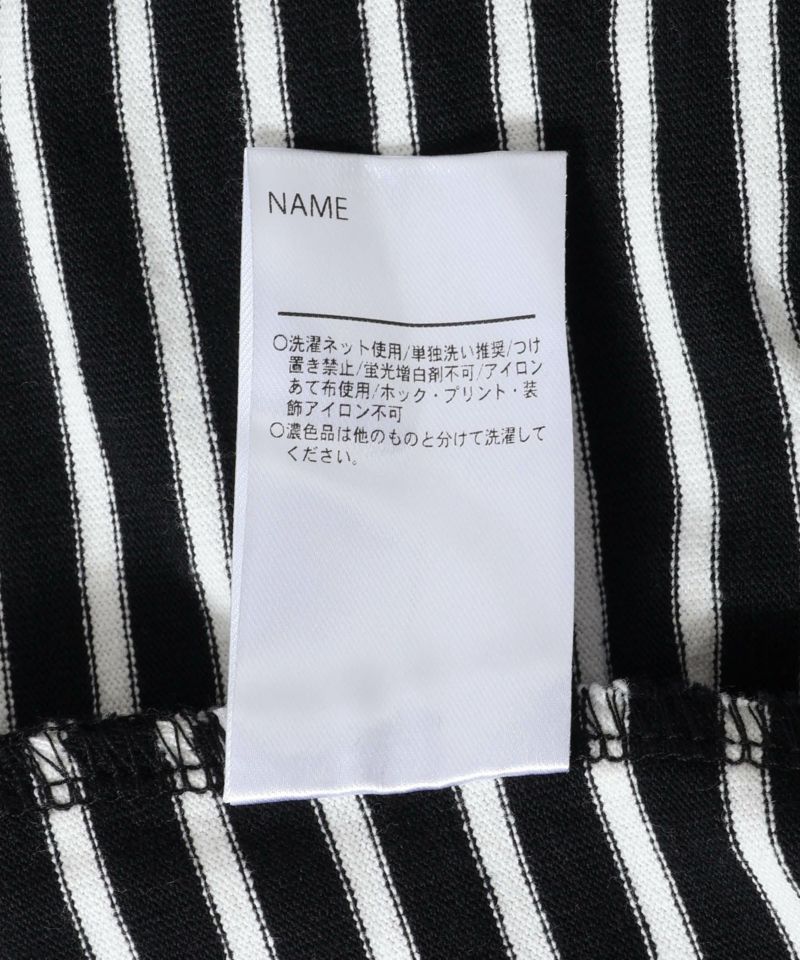 NAME
○洗濯ネット使用/単独洗い推奨/つけ
置き禁止/蛍光増白剤不可/アイロン
あて布使用/ホック・プリント・装
飾アイロン不可
○濃色品は他のものと分けて洗濯して
ください。